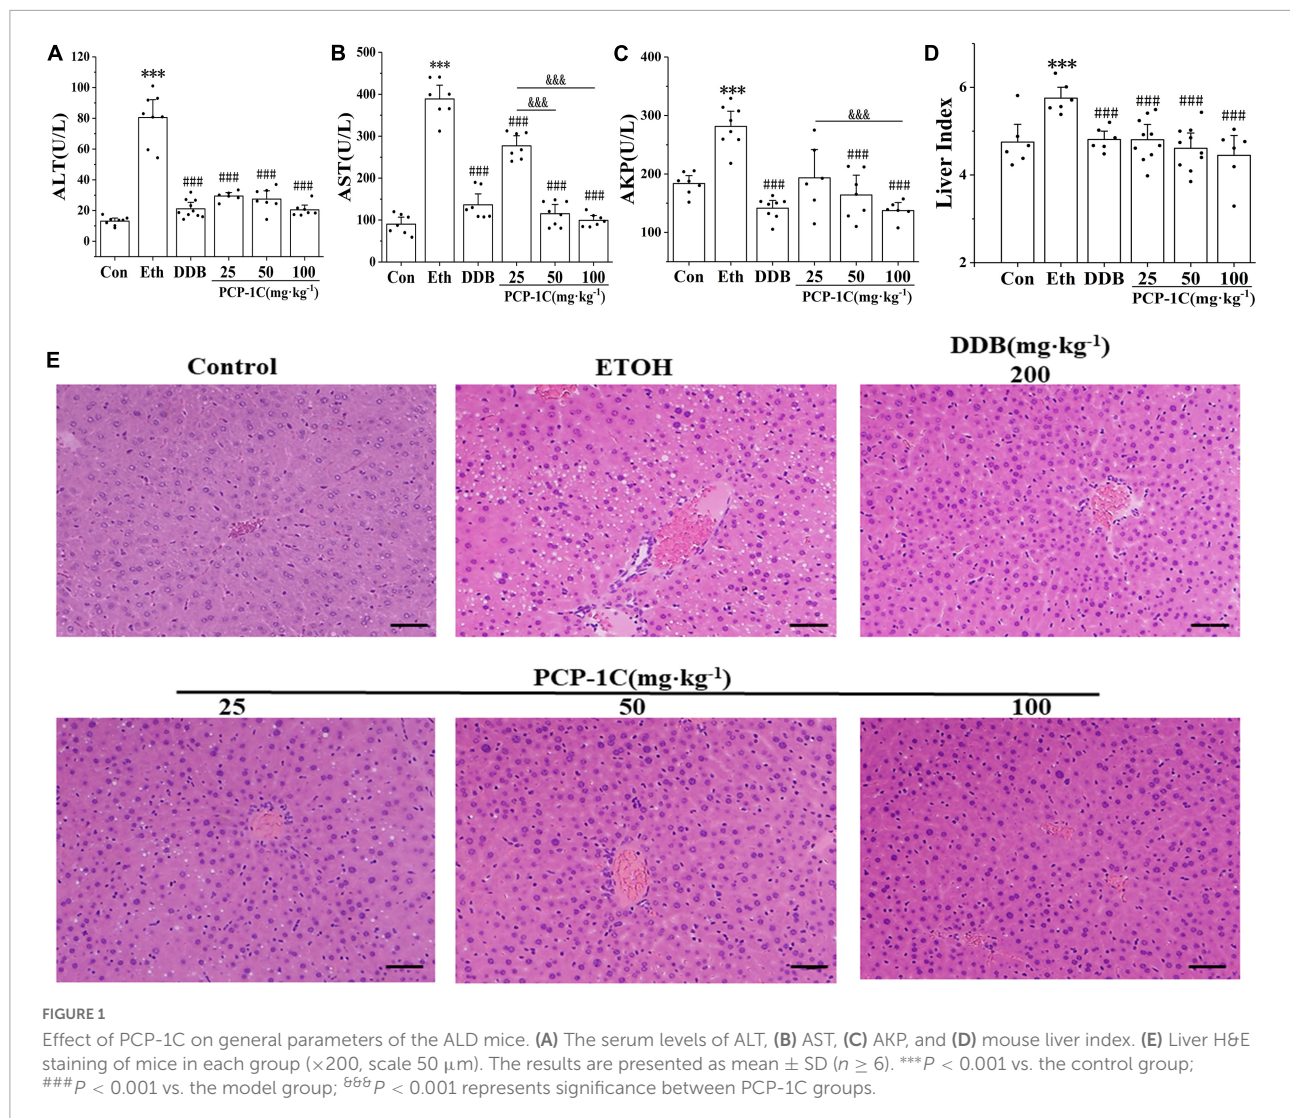 A
ALT(U/L)
120
100
80
60
40
20
0
***
###
###
###
###
Con Eth DDB 25 50 100
PCP-1C(mg·kg-1)
B
AST(U/L)
500
400
300
200
100
0
***
###
###
###
###
&&&
&&&
Con Eth DDB 25 50 100
PCP-1C(mg·kg-1)
C
AKP(U/L)
400
300
200
100
***
###
###
###
&&&
Con Eth DDB 25 50 100
PCP-1C(mg·kg-1)
D
Liver Index
6
4
2
***
###
###
###
###
Con Eth DDB 25 50 100
PCP-1C(mg·kg-1)
E
Control
ETOH
DDB(mg·kg-1)
200
PCP-1C(mg·kg-1)
25 50 100
FIGURE 1
Effect of PCP-1C on general parameters of the ALD mice. (A) The serum levels of ALT, (B) AST, (C) AKP, and (D) mouse liver index. (E) Liver H&E
staining of mice in each group (×200, scale 50 μm). The results are presented as mean ± SD (n ≥ 6). ***P < 0.001 vs. the control group;
###P < 0.001 vs. the model group; &&&P < 0.001 represents significance between PCP-1C groups.